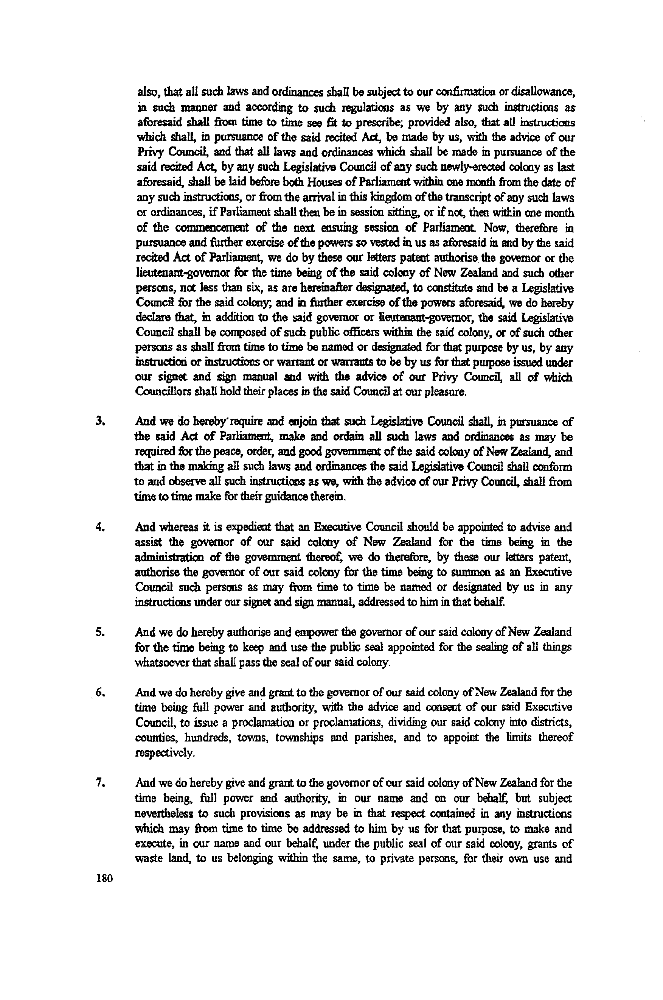 also, that all such laws and ordinances shall be subject to our confirmation or disallowance,
in such manner and according to such regulations as we by any such instructions as
aforesaid shall from time to time see fit to prescribe; provided also, that all instructions
which shall, in pursuance of the said recited Act, be made by us, with the advice of our
Privy Council, and that all laws and ordinances which shall be made in pursuance of the
said recited Act, by any such Legislative Council of any such newly-erected colony as last
aforesaid, shall be laid before both Houses of Parliament within one month from the date of
any such instructions, or from the arrival in this kingdom of the transcript of any such laws
or ordinances, if Parliament shall then be in session sitting, or if not, then within one month
of the commencement of the next ensuing session of Parliament. Now, therefore in
pursuance and further exercise of the powers so vested in us as aforesaid in and by the said
recited Act of Parliament, we do by these our letters patent authorise the governor or the
lieutenant-governor for the time being of the said colony of New Zealand and such other
persons, not less than six, as are hereinafter designated, to constitute and be a Legislative
Council for the said colony; and in further exercise of the powers aforesaid, we do hereby
declare that, in addition to the said governor or lieutenant-governor, the said Legislative
Council shall be composed of such public officers within the said colony, or of such other
persons as shall from time to time be named or designated for that purpose by us, by any
instruction or instructions or warrant or warrants to be by us for that purpose issued under
our signet and sign manual and with the advice of our Privy Council, all of which
Councillors shall hold their places in the said Council at our pleasure.
3. And we do hereby require and enjoin that such Legislative Council shall, in pursuance of
the said Act of Parliament, make and ordain all such laws and ordinances as may be
required for the peace, order, and good government of the said colony of New Zealand, and
that in the making all such laws and ordinances the said Legislative Council shall conform
to and observe all such instructions as we, with the advice of our Privy Council, shall from
time to time make for their guidance therein.
4. And whereas it is expedient that an Executive Council should be appointed to advise and
assist the governor of our said colony of New Zealand for the time being in the
administration of the government thereof, we do therefore, by these our letters patent,
authorise the governor of our said colony for the time being to summon as an Executive
Council such persons as may from time to time be named or designated by us in any
instructions under our signet and sign manual, addressed to him in that behalf.
5. And we do hereby authorise and empower the governor of our said colony of New Zealand
for the time being to keep and use the public seal appointed for the sealing of all things
whatsoever that shall pass the seal of our said colony.
6. And we do hereby give and grant to the governor of our said colony of New Zealand for the
time being full power and authority, with the advice and consent of our said Executive
Council, to issue a proclamation or proclamations, dividing our said colony into districts,
counties, hundreds, towns, townships and parishes, and to appoint the limits thereof
respectively.
7. And we do hereby give and grant to the governor of our said colony of New Zealand for the
time being, full power and authority, in our name and on our behalf, but subject
nevertheless to such provisions as may be in that respect contained in any instructions
which may from time to time be addressed to him by us for that purpose, to make and
execute, in our name and our behalf, under the public seal of our said colony, grants of
waste land, to us belonging within the same, to private persons, for their own use and
180